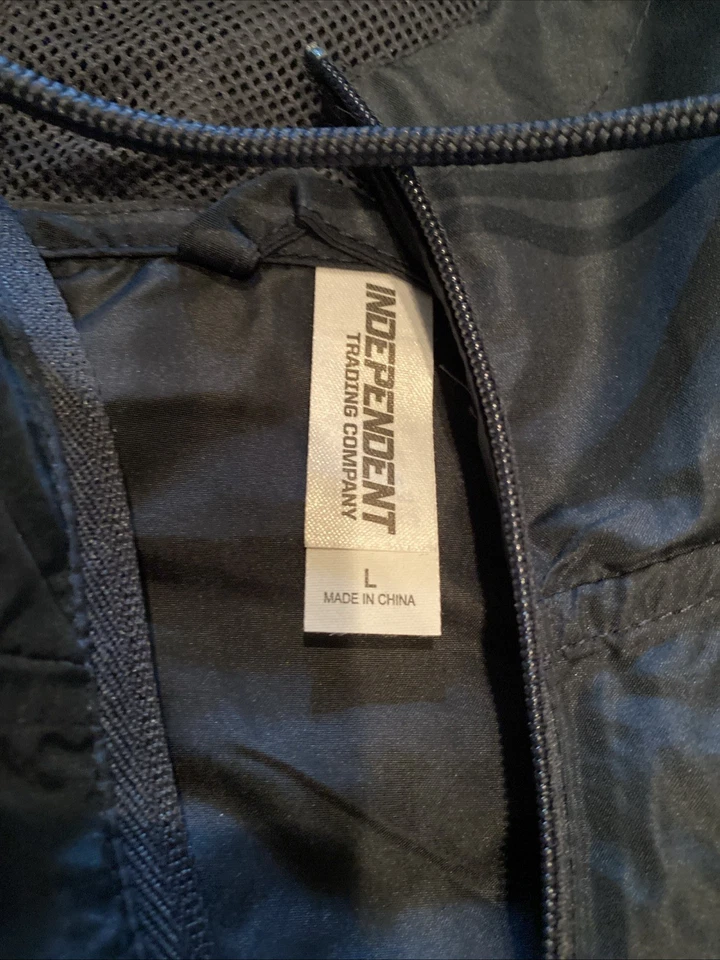 INDEPENDENT
TRADING COMPANY
L
MADE IN CHINA